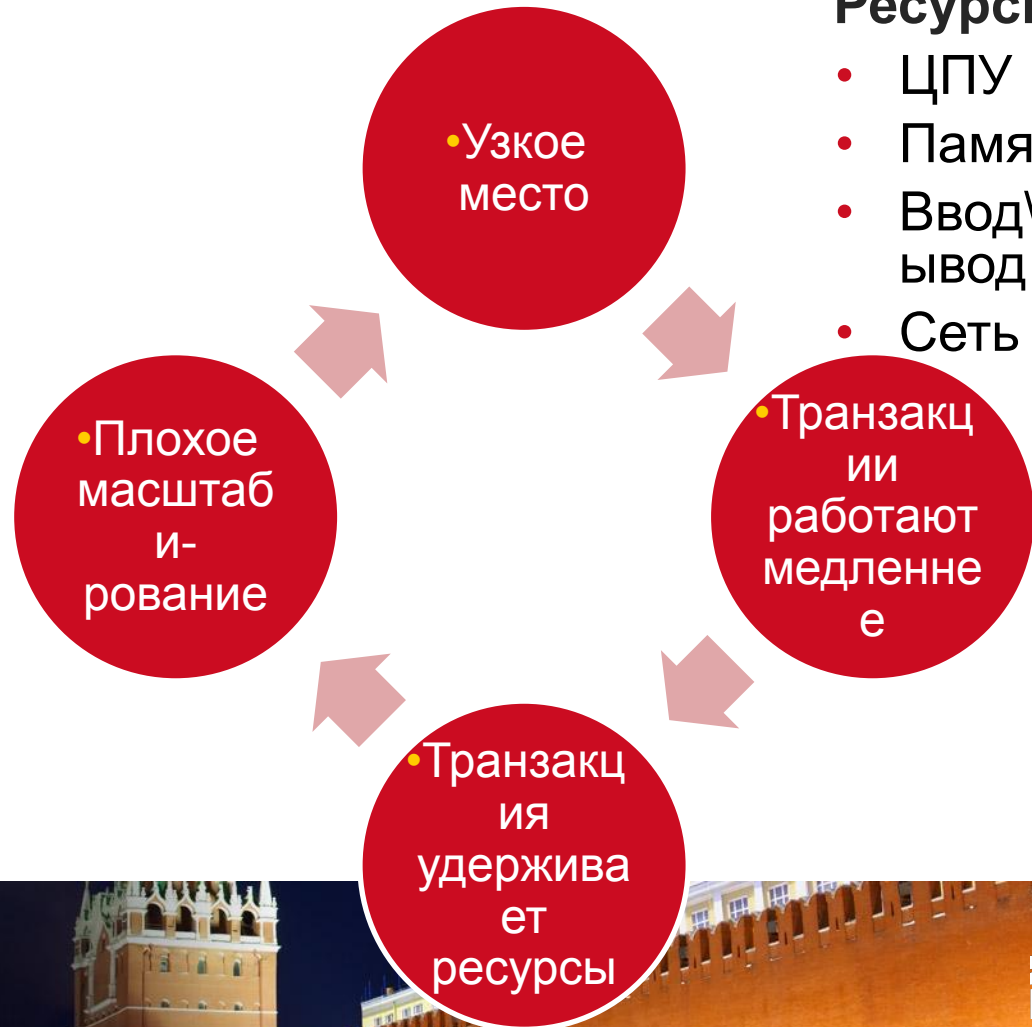 Ресурс
• ЦПУ
• Памя
• Ввод\
ывод
• Сеть
•Узкое
место
•Транзакц
ии
работают
медленне
е
•Транзакц
ия
удержива
ет
ресурсы
•Плохое
масштаб
и-
рование